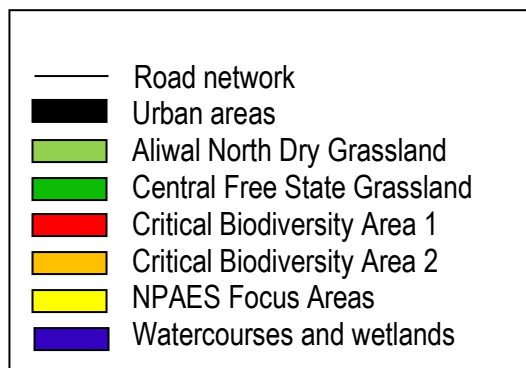 Road network
Urban areas
Aliwal North Dry Grassland
Central Free State Grassland
Critical Biodiversity Area 1
Critical Biodiversity Area 2
NPAES Focus Areas
Watercourses and wetlands